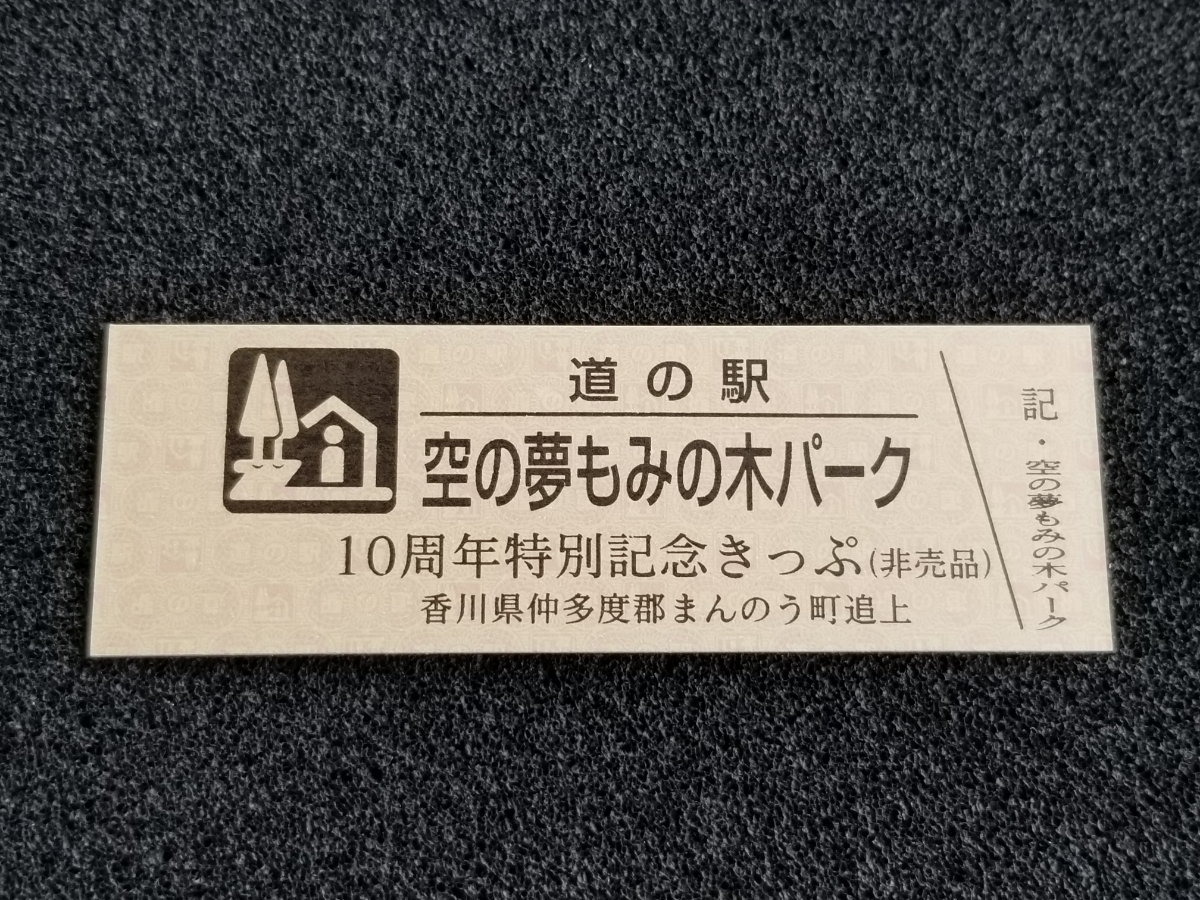 道の駅
空の夢もみの木パーク
10周年特別記念きっぷ(非売品)
香川県仲多度郡まんのう町追上
記・空の夢もみの木パーク